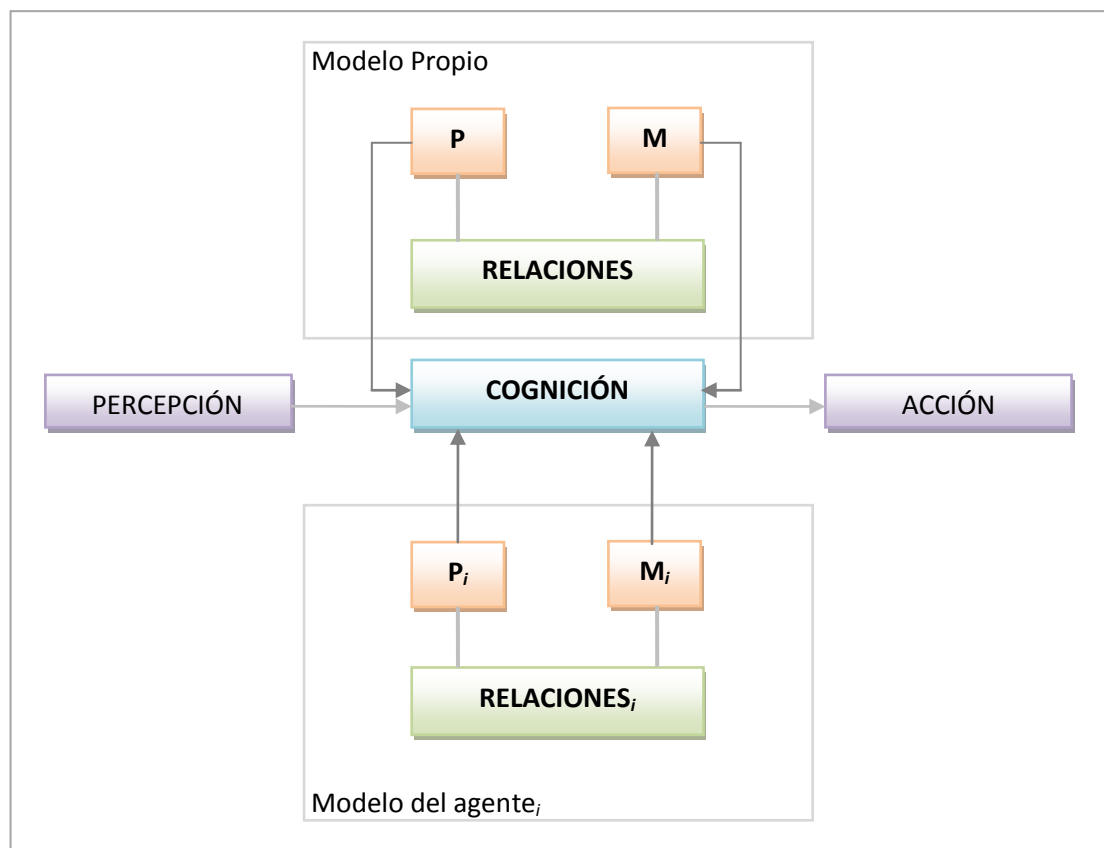 Modelo Propio
P
M
RELACIONES
PERCEPCIÓN
COGNICIÓN
ACCIÓN
Pi
Mi
RELACIONESi
Modelo del agentei